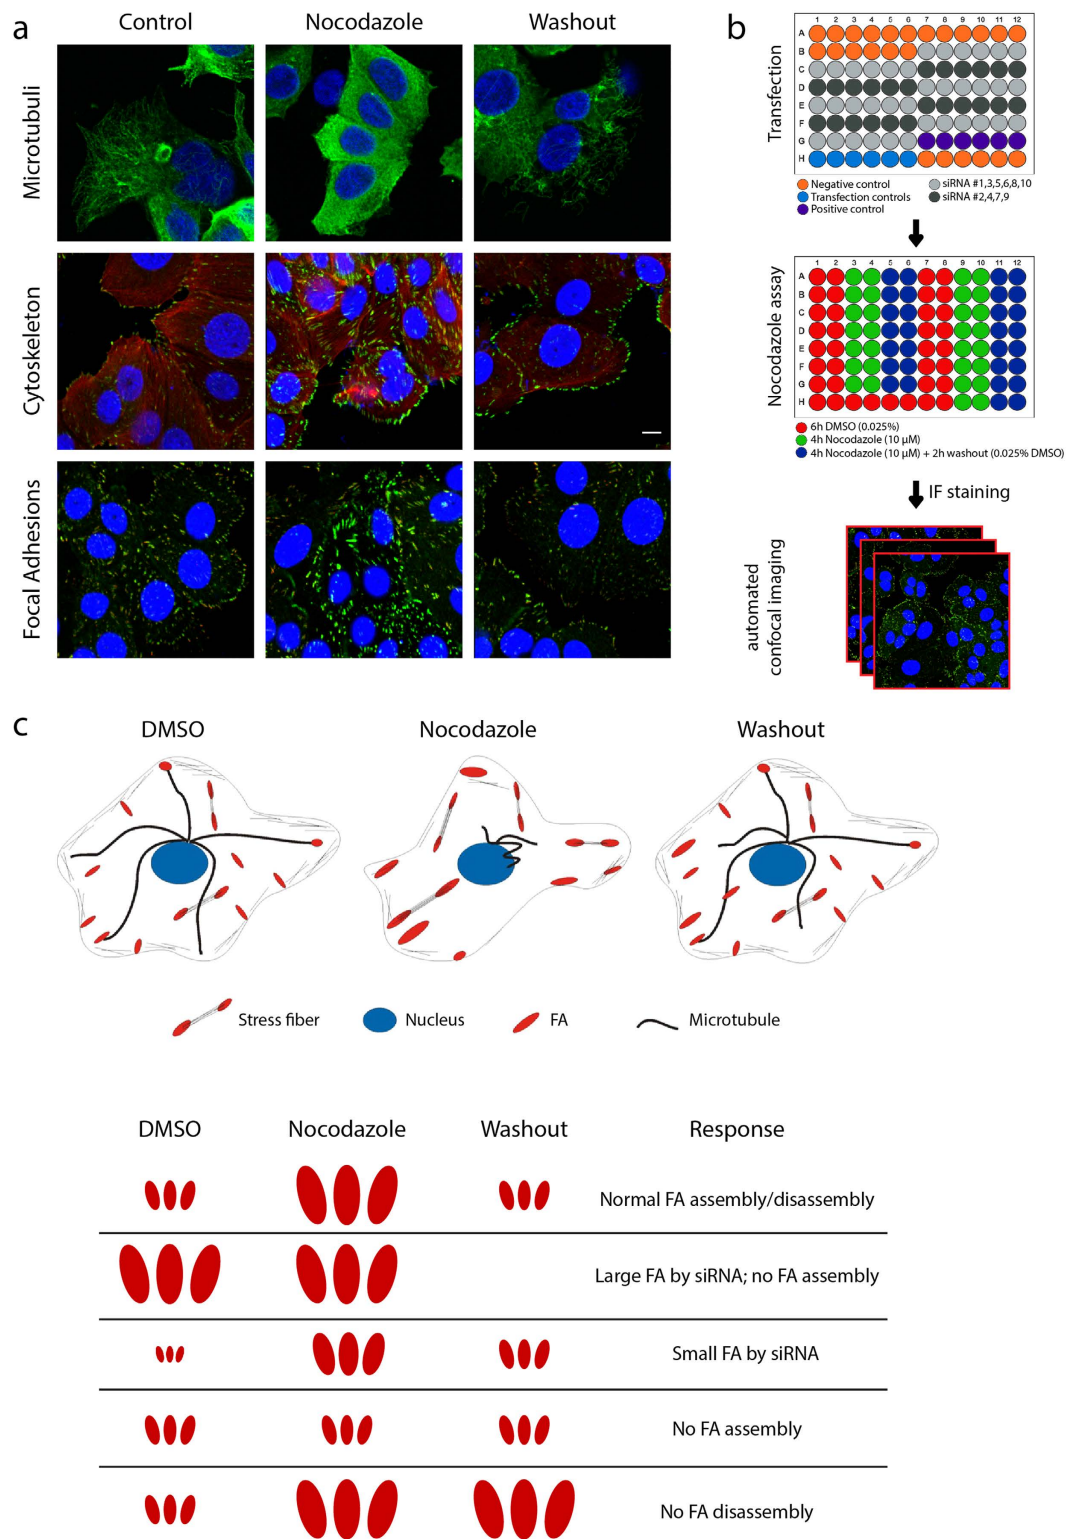 a
Control
Nocodazole
Washout
Microtubuli
Cytoskeleton
Focal Adhesions
b
Transfection
1 2 3 4 5 6 7 8 9 10 11 12
A
B
C
D
E
F
G
H
Negative control
Transfection controls
Positive control
siRNA #1,3,5,6,8,10
siRNA #2,4,7,9
Nocodazole assay
1 2 3 4 5 6 7 8 9 10 11 12
A
B
C
D
E
F
G
H
6h DMSO (0.025%)
4h Nocodazole (10 µM)
4h Nocodazole (10 µM) + 2h washout (0.025% DMSO)
IF staining
automated
confocal imaging
c
DMSO
Nocodazole
Washout
Stress fiber
Nucleus
FA
Microtubule
DMSO
Nocodazole
Washout
Response
Normal FA assembly/disassembly
Large FA by siRNA; no FA assembly
Small FA by siRNA
No FA assembly
No FA disassembly